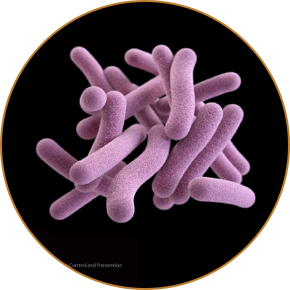 Control and Prevention